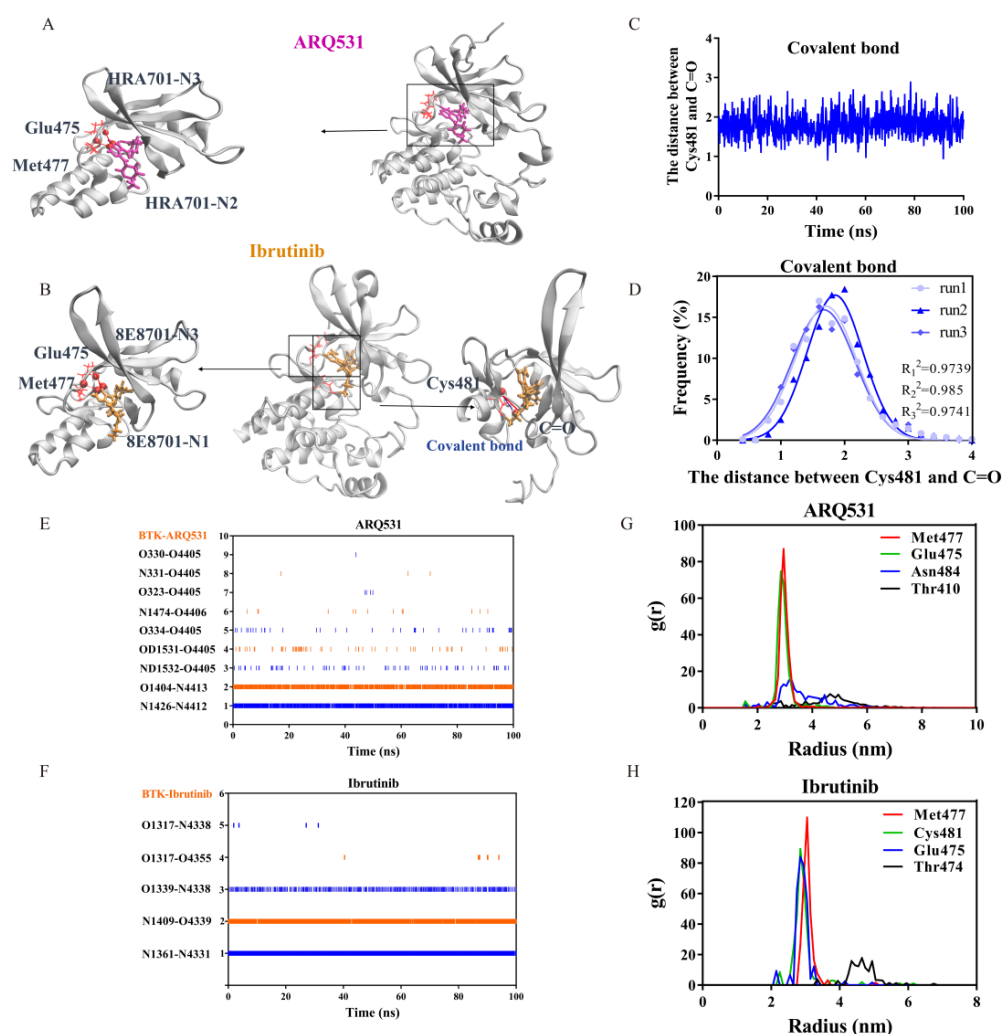 A
ARQ531
HRA701-N3
Glu475
Met477
HRA701-N2
C
Covalent bond
The distance between
Cys481 and C=O
4
3
2
1
0
0 20 40 60 80 100
Time (ns)
Ibrutinib
B
8E8701-N3
Glu475
Met477
8E8701-N1
Cys481
C=O
Covalent bond
D
Covalent bond
Frequency (%)
20
15
10
5
0
run1
run2
run3
R₁²=0.9739
R₂²=0.985
R₃²=0.9741
0 1 2 3 4
The distance between Cys481 and C=O
E
ARQ531
BTK-ARQ531
10
O330-O4405 9
N331-O4405 8
O323-O4405 7
N1474-O4406 6
O334-O4405 5
OD1531-O4405 4
ND1532-O4405 3
O1404-N4413 2
N1426-N4412 1
0
0 20 40 60 80 100
Time (ns)
G
ARQ531
g(r)
100
80
60
40
20
0
Met477
Glu475
Asn484
Thr410
0 2 4 6 8 10
Radius (nm)
F
Ibrutinib
BTK-Ibrutinib
6
O1317-N4338 5
O1317-O4355 4
O1339-N4338 3
N1409-O4339 2
N1361-N4331 1
0
0 20 40 60 80 100
Time (ns)
H
Ibrutinib
g(r)
120
100
80
60
40
20
0
Met477
Cys481
Glu475
Thr474
0 2 4 6 8
Radius (nm)